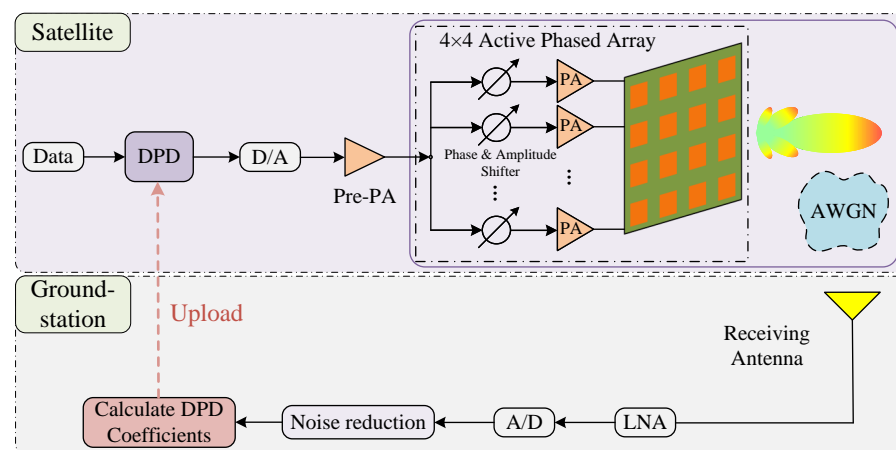 Satellite
4×4 Active Phased Array
PA
PA
Phase & Amplitude
Shifter
...
...
PA
Data
DPD
D/A
Pre-PA
AWGN
Ground-
station
Upload
Receiving
Antenna
Calculate DPD
Coefficients
Noise reduction
A/D
LNA